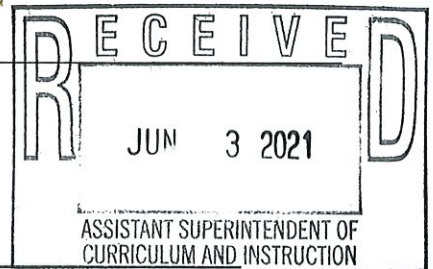 RECEIVED
JUN 3 2021
ASSISTANT SUPERINTENDENT OF
CURRICULUM AND INSTRUCTION